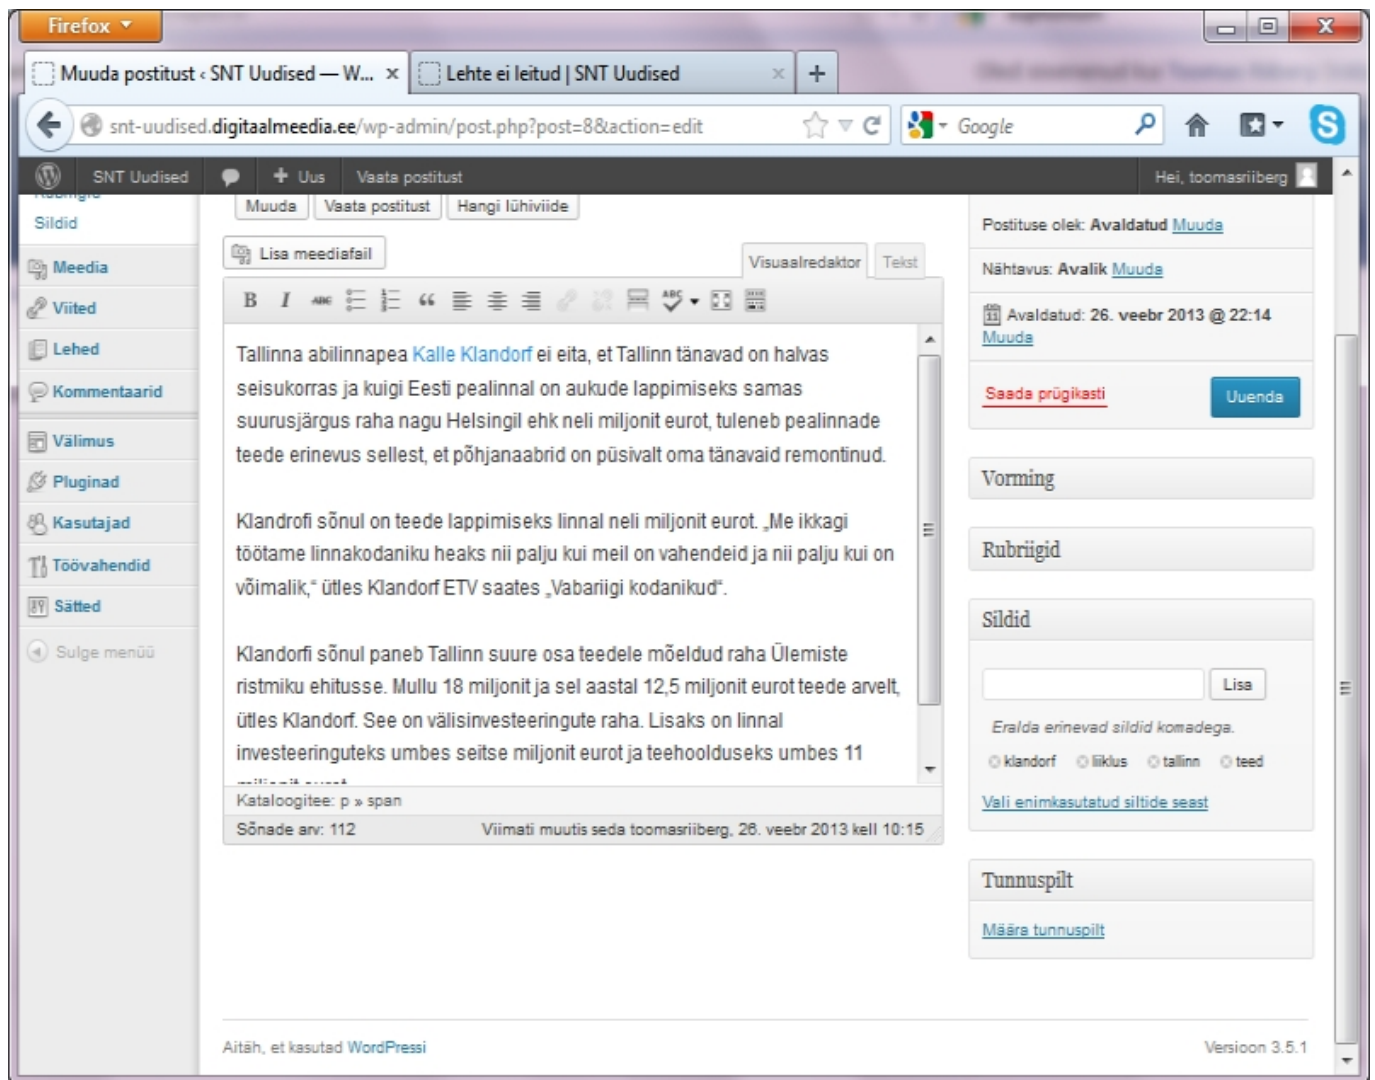 Firefox
Muuda postitust ‹ SNT Uudised — W...
Lehte ei leitud | SNT Uudised
snt-uudised.digitaalmeedia.ee/wp-admin/post.php?post=8&action=edit
Google
SNT Uudised
Uus
Vaata postitust
Hei, toomasriiberg
Sildid
Meedia
Viited
Lehed
Kommentaarid
Välimus
Pluginad
Kasutajad
Töövahendid
Sätted
Sulge menüü
Muuda
Vaata postitust
Hangi lühiviide
Lisa meediafail
Visuaalredaktor
Tekst
B I ABC ABC
Tallinna abilinnapea Kalle Klandorf ei eita, et Tallinn tänavad on halvas
seisukorras ja kuigi Eesti pealinnal on aukude lappimiseks samas
suurusjärgus raha nagu Helsingil ehk neli miljonit eurot, tuleneb pealinnade
teede erinevus sellest, et põhjanaabrid on püsivalt oma tänavaid remontinud.
Klandrofi sõnul on teede lappimiseks linnal neli miljonit eurot. „Me ikkagi
töötame linnakodaniku heaks nii palju kui meil on vahendeid ja nii palju kui on
võimalik,“ ütles Klandorf ETV saates „Vabariigi kodanikud“.
Klandorfi sõnul paneb Tallinn suure osa teedele mõeldud raha Ülemiste
ristmiku ehitusse. Mullu 18 miljonit ja sel aastal 12,5 miljonit eurot teede arvelt,
ütles Klandorf. See on välisinvesteeringute raha. Lisaks on linnal
investeeringuteks umbes seitse miljonit eurot ja teehoolduseks umbes 11
Kataloogitee: p » span
Sõnade arv: 112
Viimati muutis seda toomasriiberg, 26. veebr 2013 kell 10:15
Postituse olek: Avaldatud Muuda
Nähtavus: Avalik Muuda
11 Avaldatud: 26. veebr 2013 @ 22:14
Muuda
Saada prügikasti
Uuenda
Vorming
Rubriigid
Sildid
Lisa
Eralda erinevad sildid komadega.
klandorf liiklus tallinn teed
Vali enimkasutatud siltide seast
Tunnuspilt
Määra tunnuspilt
Aitäh, et kasutad WordPressi
Versioon 3.5.1